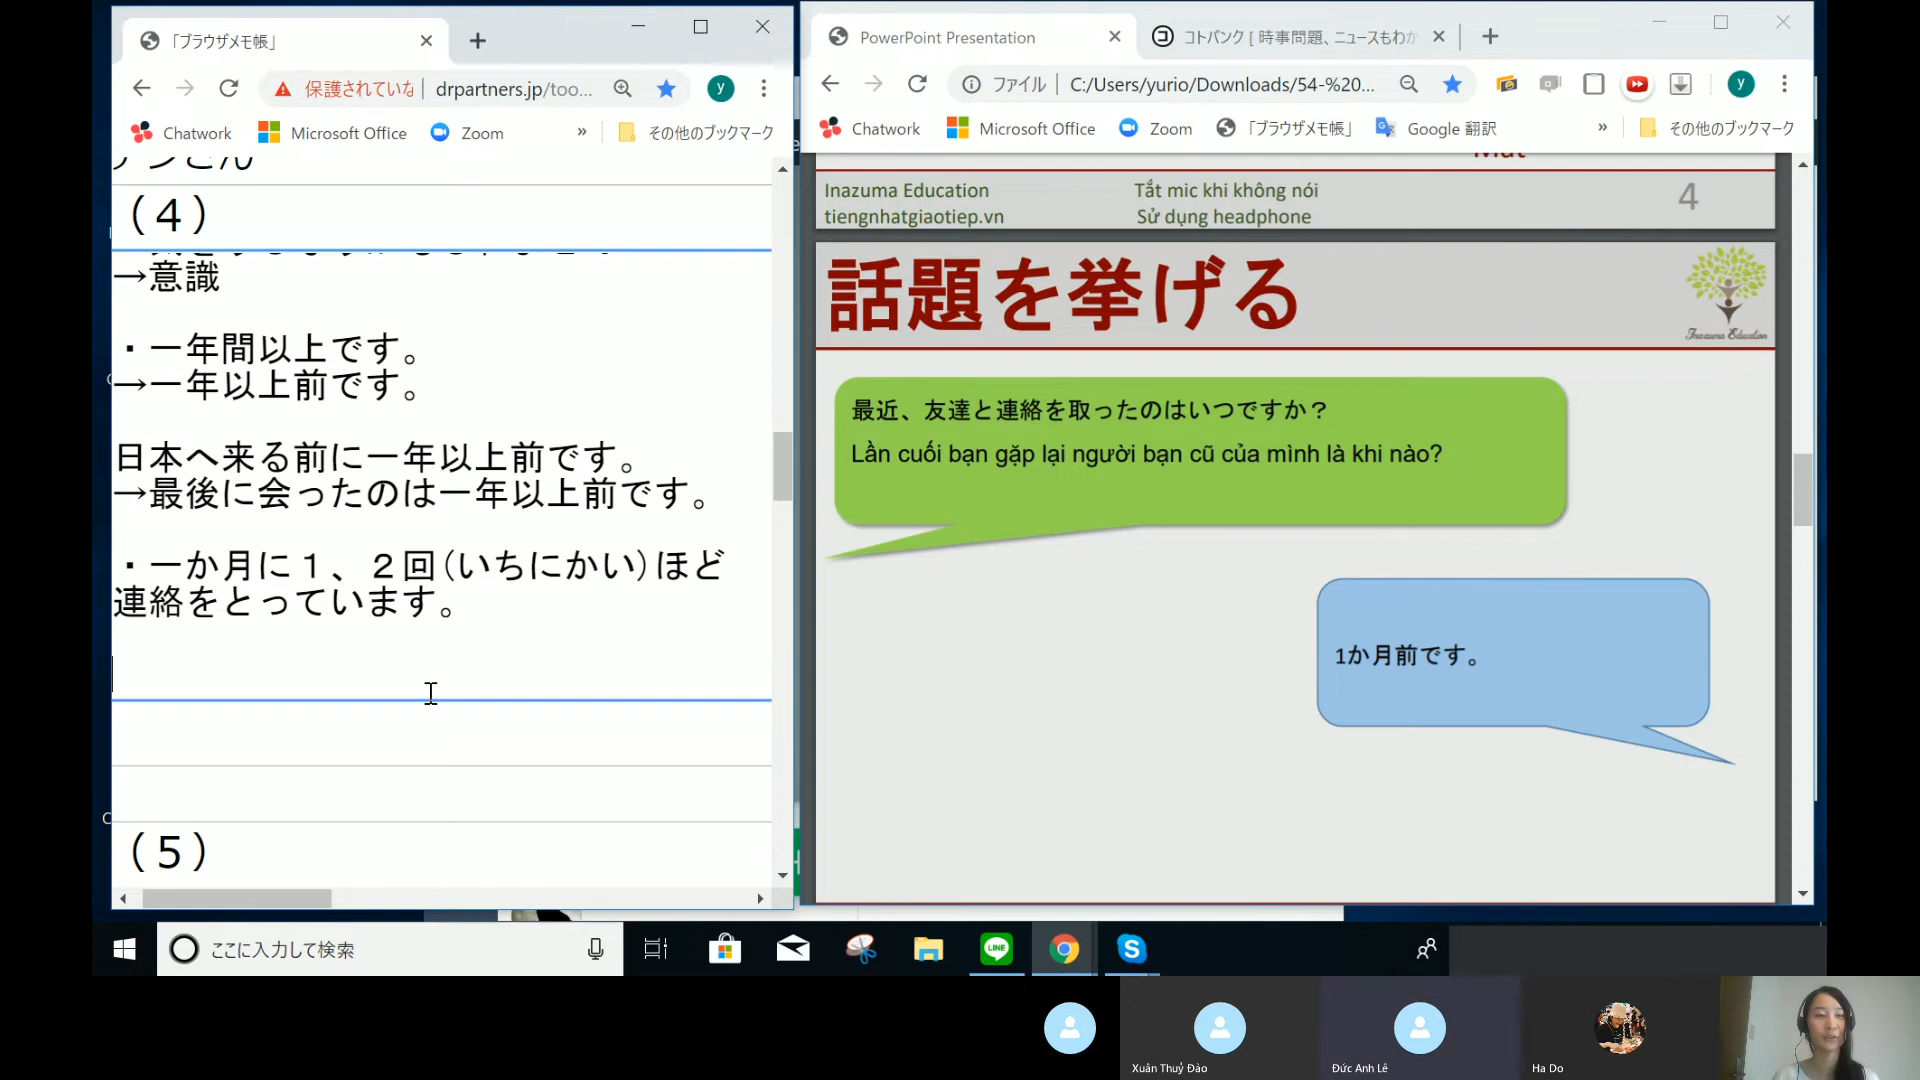 「ブラウザメモ帳」
保護されていな
drpartners.jp/too...
y
Chatwork
Microsoft Office
Zoom
»
その他のブックマーク
(4)
→意識
・一年間以上です。
→一年以上前です。
日本へ来る前に一年以上前です。
→最後に会ったのは一年以上前です。
・一か月に１、２回(いちにかい)ほど
連絡をとっています。
(5)
PowerPoint Presentation
コトバンク [ 時事問題、ニュースもわか
ファイル
C:/Users/yurio/Downloads/54-%20...
y
Chatwork
Microsoft Office
Zoom
「ブラウザメモ帳」
Google 翻訳
»
その他のブックマーク
Inazuma Education
tiengnhatgiaotiep.vn
Tắt mic khi không nói
Sử dụng headphone
4
話題を挙げる
Inazuma Education
最近、友達と連絡を取ったのはいつですか？
Lần cuối bạn gặp lại người bạn cũ của mình là khi nào?
1か月前です。
ここに入力して検索
LINE
Xuân Thuỷ Đào
Đức Anh Lê
Ha Do